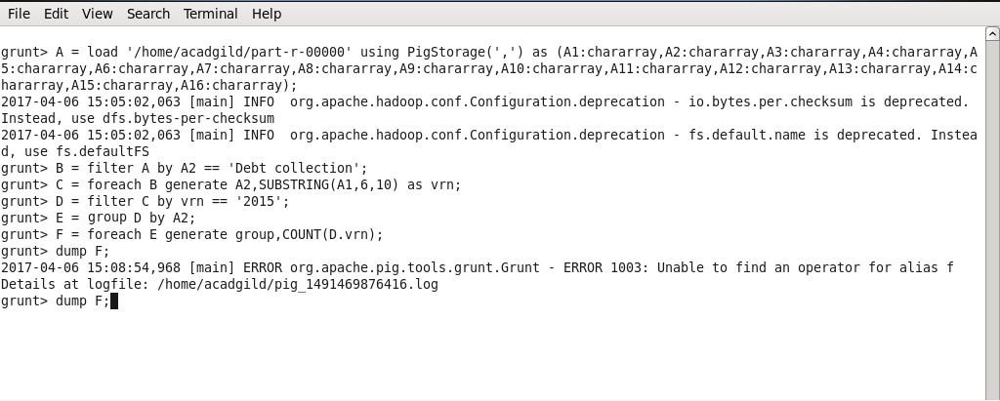 File Edit View Search Terminal Help
grunt> A = load '/home/acadgild/part-r-00000' using PigStorage(',') as (A1:chararray,A2:chararray,A3:chararray,A4:chararray,A
5:chararray,A6:chararray,A7:chararray,A8:chararray,A9:chararray,A10:chararray,A11:chararray,A12:chararray,A13:chararray,A14:c
hararray,A15:chararray,A16:chararray);
2017-04-06 15:05:02,063 [main] INFO  org.apache.hadoop.conf.Configuration.deprecation - io.bytes.per.checksum is deprecated.
Instead, use dfs.bytes-per-checksum
2017-04-06 15:05:02,063 [main] INFO  org.apache.hadoop.conf.Configuration.deprecation - fs.default.name is deprecated. Instea
d, use fs.defaultFS
grunt> B = filter A by A2 == 'Debt collection';
grunt> C = foreach B generate A2,SUBSTRING(A1,6,10) as vrn;
grunt> D = filter C by vrn == '2015';
grunt> E = group D by A2;
grunt> F = foreach E generate group,COUNT(D.vrn);
grunt> dump F;
2017-04-06 15:08:54,968 [main] ERROR org.apache.pig.tools.grunt.Grunt - ERROR 1003: Unable to find an operator for alias f
Details at logfile: /home/acadgild/pig_1491469876416.log
grunt> dump F;